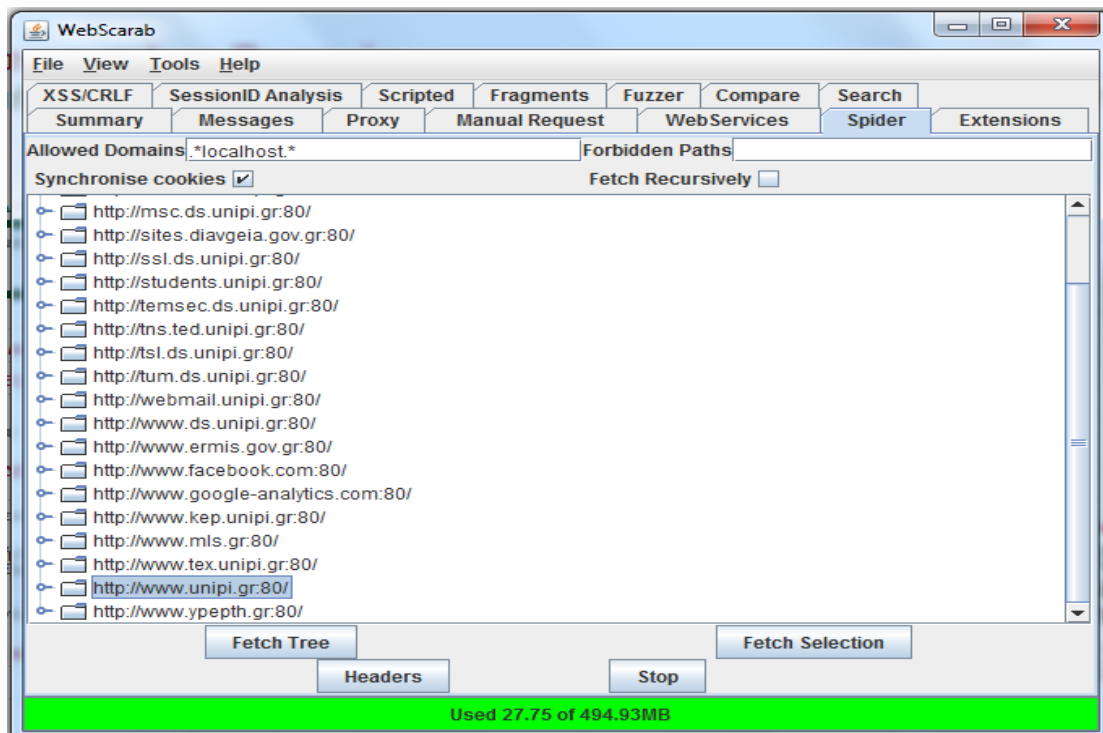 WebScarab
File View Tools Help
XSS/CRLF SessionID Analysis Scripted Fragments Fuzzer Compare Search
Summary Messages Proxy Manual Request WebServices Spider Extensions
Allowed Domains .*localhost.* Forbidden Paths
Synchronise cookies Fetch Recursively
http://msc.ds.unipi.gr:80/
http://sites.diavgeia.gov.gr:80/
http://ssl.ds.unipi.gr:80/
http://students.unipi.gr:80/
http://temsec.ds.unipi.gr:80/
http://tns.ted.unipi.gr:80/
http://tsl.ds.unipi.gr:80/
http://tum.ds.unipi.gr:80/
http://webmail.unipi.gr:80/
http://www.ds.unipi.gr:80/
http://www.ermis.gov.gr:80/
http://www.facebook.com:80/
http://www.google-analytics.com:80/
http://www.kep.unipi.gr:80/
http://www.mls.gr:80/
http://www.tex.unipi.gr:80/
http://www.unipi.gr:80/
http://www.ypepth.gr:80/
Fetch Tree Fetch Selection
Headers Stop
Used 27.75 of 494.93MB